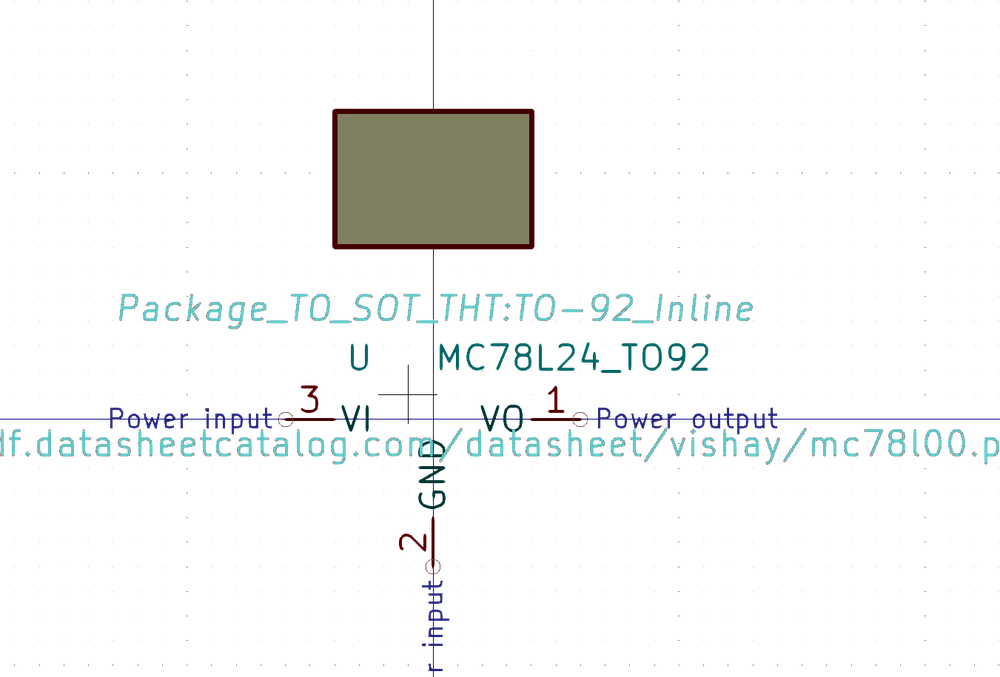 Package_TO_SOT_THT:TO-92_Inline
U MC78L24_TO92
Power input 3 VI VO 1 Power output
df.datasheetcatalog.com/datasheet/vishay/mc78l00.p
GND
2
r input